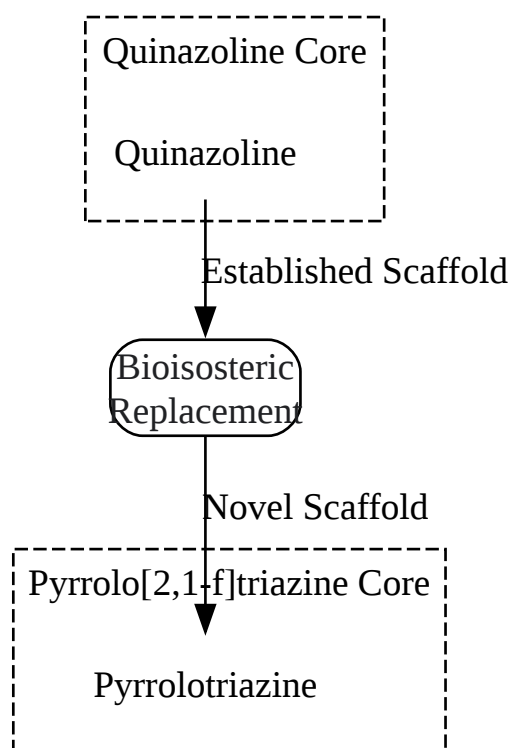 Quinazoline Core
Quinazoline
Established Scaffold
Bioisosteric
Replacement
Novel Scaffold
Pyrrolo[2,1-f]triazine Core
Pyrrolotriazine